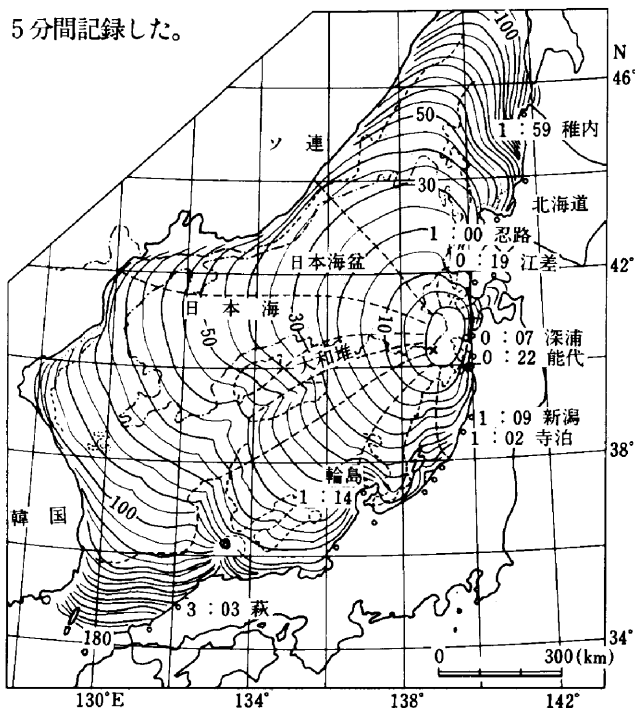 5分間記録した。
100
N
46°
50
ソ 連
1 : 59 稚内
30
北海道
1 : 00 忍路
日本海盆
0 : 19 江差
42°
日 本 海
30
10
50
0 : 07 深浦
大和堆
0 : 22 能代
1 : 09 新潟
1 : 02 寺泊
38°
輪島
1 : 14
100
韓 国
3 : 03 萩
180
34°
0 300(km)
130°E 134° 138° 142°